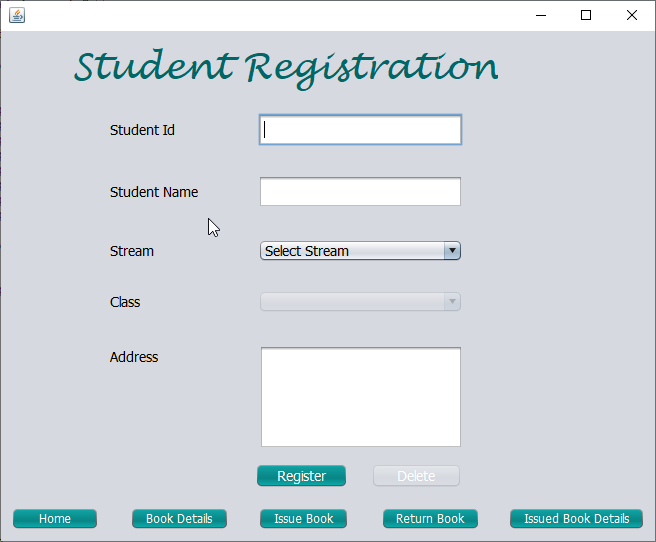 Student Registration
Student Id
Student Name
Stream
Select Stream
Class
Address
Register
Delete
Home
Book Details
Issue Book
Return Book
Issued Book Details